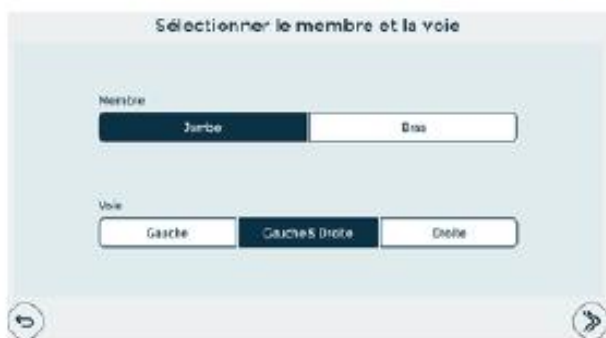 Sélectionner le membre et la voie
Membre
Jambe Bras
Voie
Gauche Gauche & Droite Droite